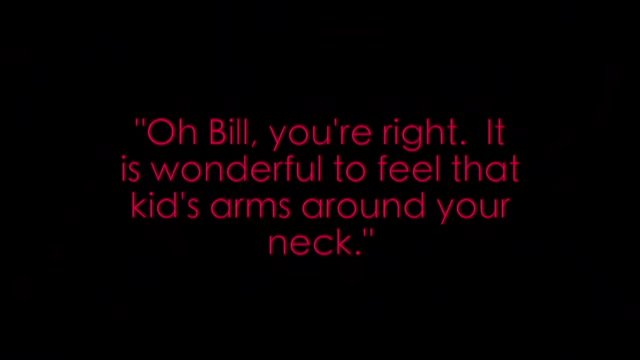 "Oh Bill, you're right.  It
is wonderful to feel that
kid's arms around your
neck."